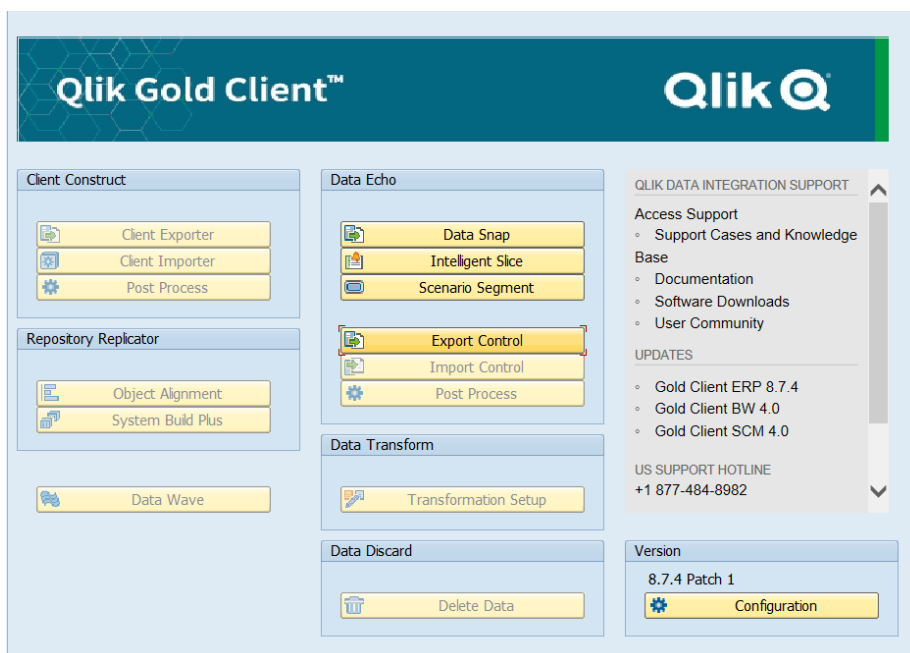 Qlik Gold Client™
Qlik
Client Construct
Client Exporter
Client Importer
Post Process
Repository Replicator
Object Alignment
System Build Plus
Data Wave
Data Echo
Data Snap
Intelligent Slice
Scenario Segment
Export Control
Import Control
Post Process
Data Transform
Transformation Setup
Data Discard
Delete Data
QLIK DATA INTEGRATION SUPPORT
Access Support
◦ Support Cases and Knowledge
Base
◦ Documentation
◦ Software Downloads
◦ User Community
UPDATES
◦ Gold Client ERP 8.7.4
◦ Gold Client BW 4.0
◦ Gold Client SCM 4.0
US SUPPORT HOTLINE
+1 877-484-8982
Version
8.7.4 Patch 1
Configuration